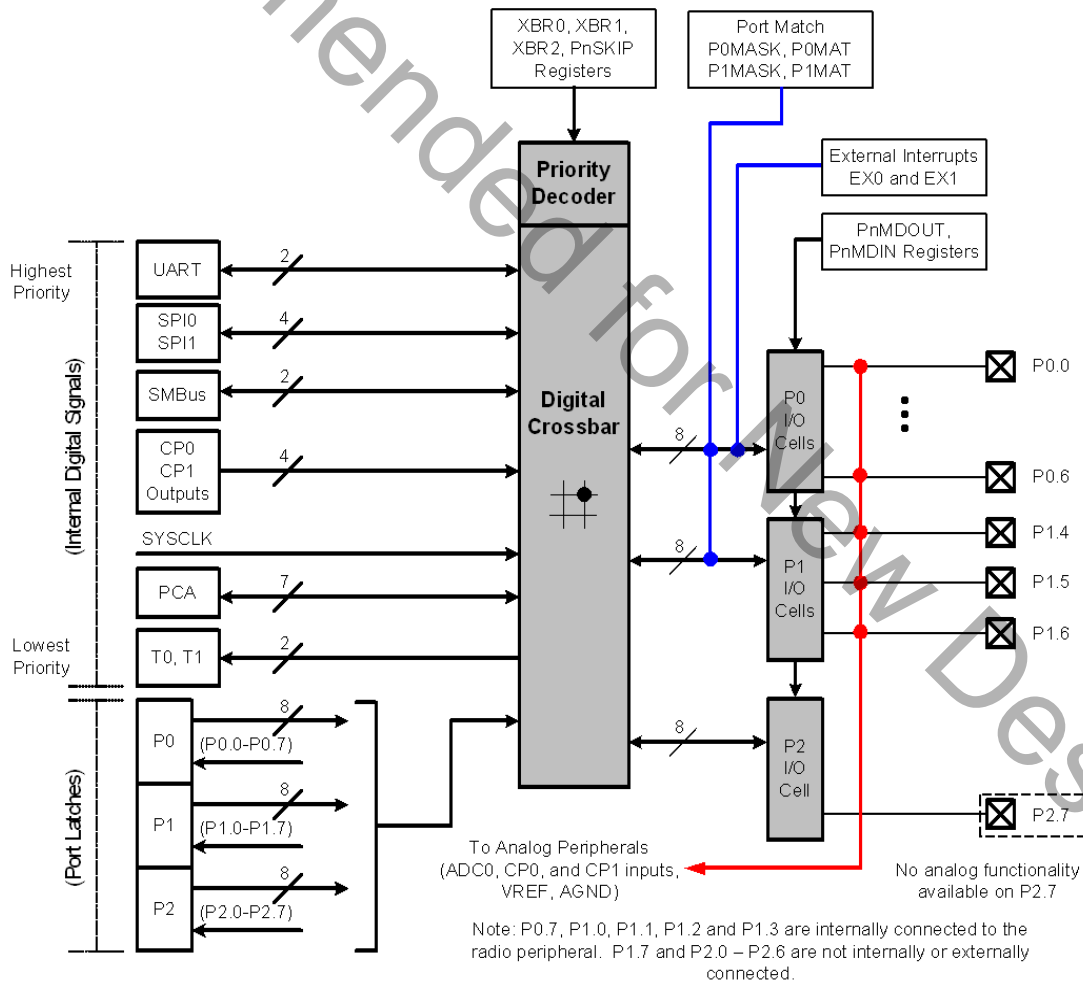 XBR0, XBR1,
XBR2, PnSKIP
Registers
Port Match
P0MASK, P0MAT
P1MASK, P1MAT
External Interrupts
EX0 and EX1
Priority
Decoder
PnMDOUT,
PnMDIN Registers
Highest
Priority
UART
2
SPI0
SPI1
4
SMBus
2
CP0
CP1
Outputs
4
SYSCLK
PCA
7
Lowest
Priority
T0, T1
2
(Internal Digital Signals)
Digital
Crossbar
8
P0
I/O
Cells
P0.0
P0.6
8
P1
I/O
Cells
P1.4
P1.5
P1.6
8
P2
I/O
Cell
P2.7
(Port Latches)
P0
8
(P0.0-P0.7)
P1
8
(P1.0-P1.7)
P2
8
(P2.0-P2.7)
To Analog Peripherals
(ADC0, CP0, and CP1 inputs,
VREF, AGND)
No analog functionality
available on P2.7
Note: P0.7, P1.0, P1.1, P1.2 and P1.3 are internally connected to the
radio peripheral. P1.7 and P2.0 – P2.6 are not internally or externally
connected.
mended for New Des